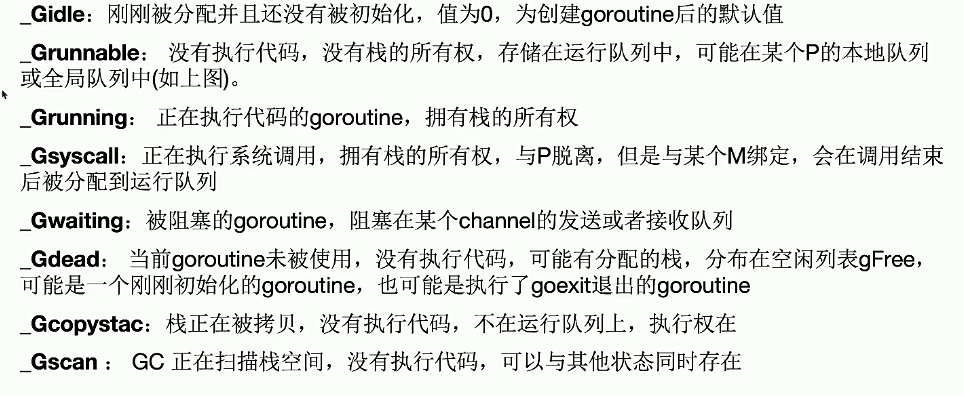 _Gidle：刚刚被分配并且还没有被初始化，值为0，为创建goroutine后的默认值
_Grunnable： 没有执行代码，没有栈的所有权，存储在运行队列中，可能在某个P的本地队列
或全局队列中(如上图)。
_Grunning： 正在执行代码的goroutine，拥有栈的所有权
_Gsyscall：正在执行系统调用，拥有栈的所有权，与P脱离，但是与某个M绑定，会在调用结束
后被分配到运行队列
_Gwaiting：被阻塞的goroutine，阻塞在某个channel的发送或者接收队列
_Gdead： 当前goroutine未被使用，没有执行代码，可能有分配的栈，分布在空闲列表gFree，
可能是一个刚刚初始化的goroutine，也可能是执行了goexit退出的goroutine
_Gcopystac：栈正在被拷贝，没有执行代码，不在运行队列上，执行权在
_Gscan ： GC 正在扫描栈空间，没有执行代码，可以与其他状态同时存在